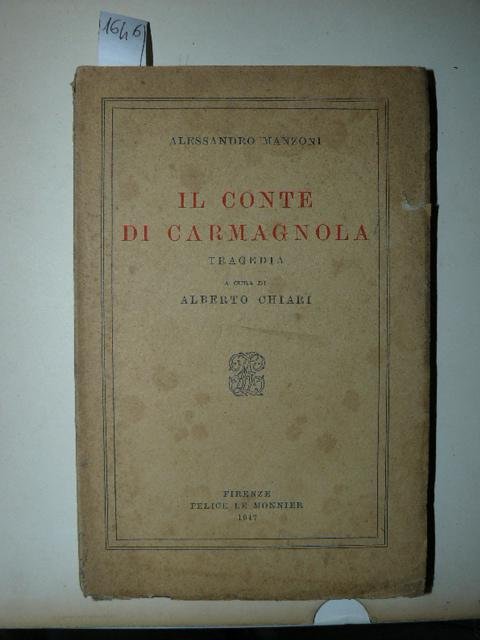 1646
ALESSANDRO MANZONI
IL CONTE
DI CARMAGNOLA
TRAGEDIA
A CURA DI
ALBERTO CHIARI
FIRENZE
FELICE LE MONNIER
1947